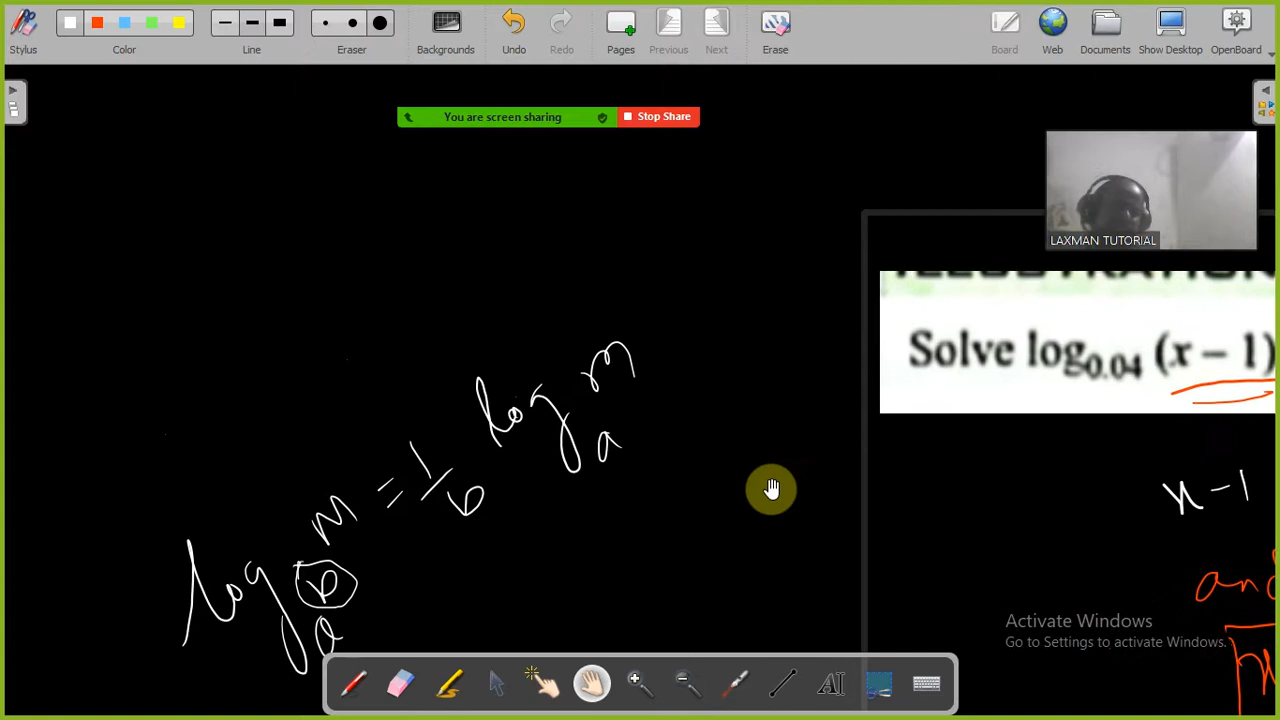 Stylus Color Line Eraser Backgrounds Undo Redo Pages Previous Next Erase Board Web Documents Show Desktop OpenBoard
You are screen sharing Stop Share
LAXMAN TUTORIAL
Solve log0.04 (x – 1)
log a b m = 1/b log a m
x – 1
and
Activate Windows
Go to Settings to activate Windows.